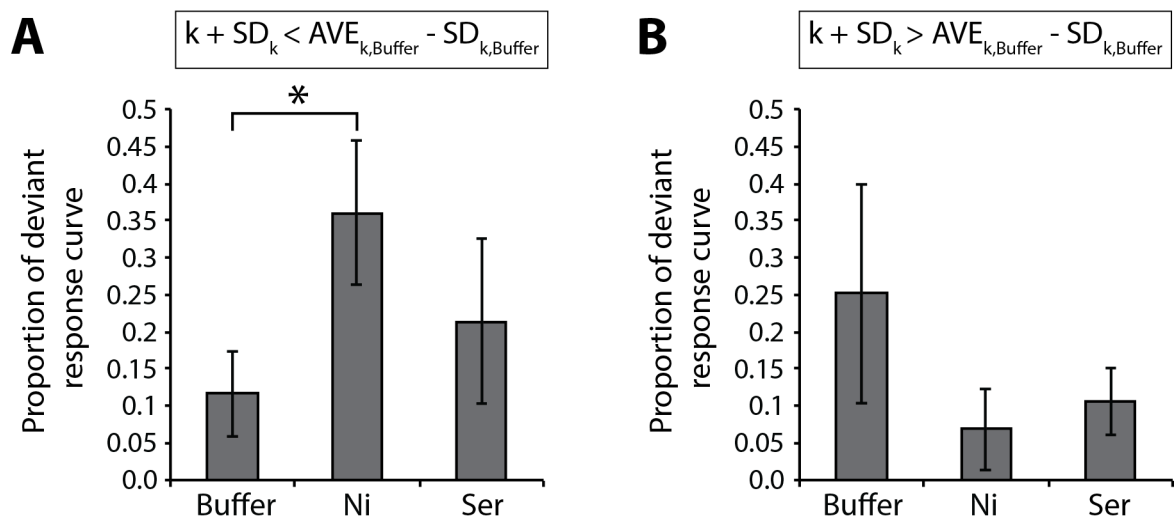 A
k + SDk < AVEk,Buffer - SDk,Buffer
*
Proportion of deviant
response curve
0.5
0.45
0.4
0.35
0.3
0.25
0.2
0.15
0.1
0.05
0.0
Buffer Ni Ser
B
k + SDk > AVEk,Buffer - SDk,Buffer
Proportion of deviant
response curve
0.5
0.45
0.4
0.35
0.3
0.25
0.2
0.15
0.1
0.05
0.0
Buffer Ni Ser